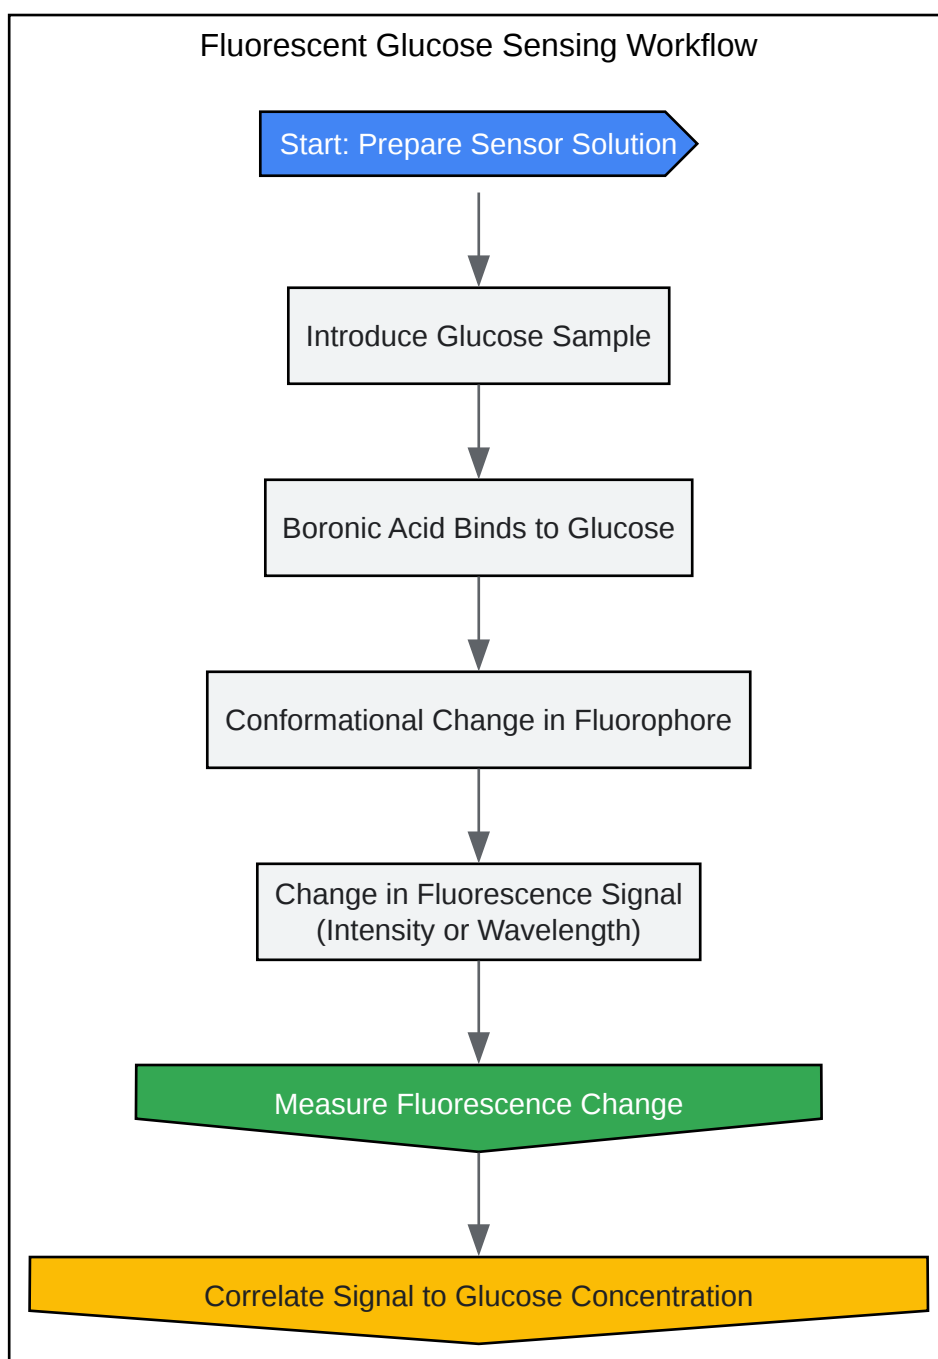 Fluorescent Glucose Sensing Workflow
Start: Prepare Sensor Solution
Introduce Glucose Sample
Boronic Acid Binds to Glucose
Conformational Change in Fluorophore
Change in Fluorescence Signal
(Intensity or Wavelength)
Measure Fluorescence Change
Correlate Signal to Glucose Concentration